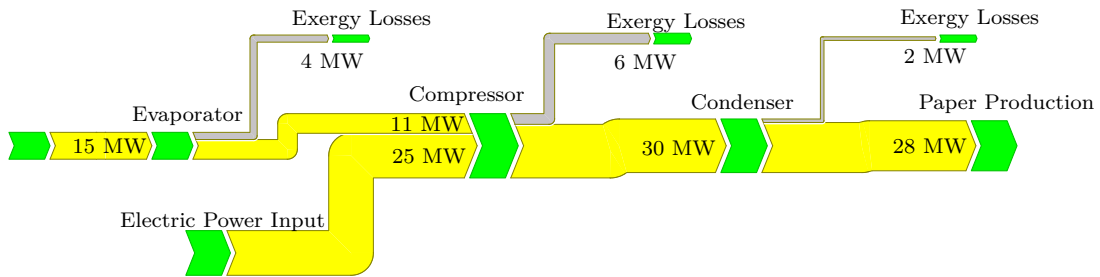 Exergy Losses
Exergy Losses
Exergy Losses
4 MW
6 MW
2 MW
Evaporator
Compressor
Condenser
Paper Production
15 MW
11 MW
25 MW
30 MW
28 MW
Electric Power Input